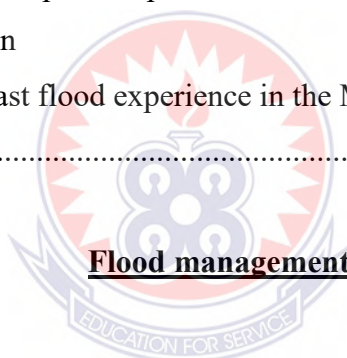 n
ast flood experience in the M
................................................
Flood management
EDUCATION FOR SERVICE